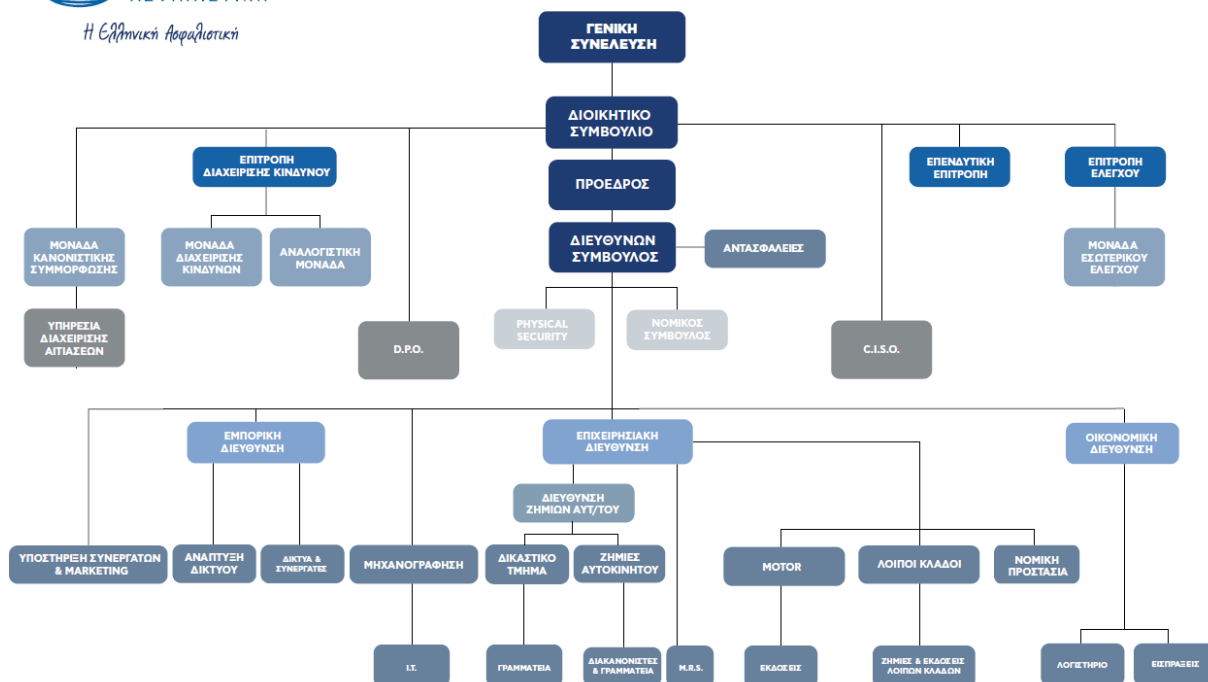 Η Ελληνική Ασφαλιστική
ΓΕΝΙΚΗ
ΣΥΝΕΛΕΥΣΗ
ΔΙΟΙΚΗΤΙΚΟ
ΣΥΜΒΟΥΛΙΟ
ΕΠΙΤΡΟΠΗ
ΔΙΑΧΕΙΡΙΣΗΣ ΚΙΝΔΥΝΟΥ
ΠΡΟΕΔΡΟΣ
ΕΠΕΝΔΥΤΙΚΗ
ΕΠΙΤΡΟΠΗ
ΕΠΙΤΡΟΠΗ
ΕΛΕΓΧΟΥ
ΜΟΝΑΔΑ
ΚΑΝΟΝΙΣΤΙΚΗΣ
ΣΥΜΜΟΡΦΩΣΗΣ
ΜΟΝΑΔΑ
ΔΙΑΧΕΙΡΙΣΗΣ
ΚΙΝΔΥΝΩΝ
ΑΝΑΛΟΓΙΣΤΙΚΗ
ΜΟΝΑΔΑ
ΔΙΕΥΘΥΝΩΝ
ΣΥΜΒΟΥΛΟΣ
ΑΝΤΑΣΦΑΛΕΙΕΣ
ΜΟΝΑΔΑ
ΕΣΩΤΕΡΙΚΟΥ
ΕΛΕΓΧΟΥ
ΥΠΗΡΕΣΙΑ
ΔΙΑΧΕΙΡΙΣΗΣ
ΑΙΤΙΑΣΕΩΝ
D.P.O.
PHYSICAL
SECURITY
ΝΟΜΙΚΟΣ
ΣΥΜΒΟΥΛΟΣ
C.I.S.O.
ΕΜΠΟΡΙΚΗ
ΔΙΕΥΘΥΝΣΗ
ΕΠΙΧΕΙΡΗΣΙΑΚΗ
ΔΙΕΥΘΥΝΣΗ
ΟΙΚΟΝΟΜΙΚΗ
ΔΙΕΥΘΥΝΣΗ
ΔΙΕΥΘΥΝΣΗ
ΖΗΜΙΩΝ ΑΥΤ/ΤΟΥ
ΥΠΟΣΤΗΡΙΞΗ ΣΥΝΕΡΓΑΤΩΝ
& MARKETING
ΑΝΑΠΤΥΞΗ
ΔΙΚΤΥΟΥ
ΔΙΚΤΥΑ &
ΣΥΝΕΡΓΑΤΕΣ
ΜΗΧΑΝΟΓΡΑΦΗΣΗ
ΔΙΚΑΣΤΙΚΟ
ΤΜΗΜΑ
ΖΗΜΙΕΣ
ΑΥΤΟΚΙΝΗΤΟΥ
MOTOR
ΛΟΙΠΟΙ ΚΛΑΔΟΙ
ΝΟΜΙΚΗ
ΠΡΟΣΤΑΣΙΑ
Ι.Τ.
ΓΡΑΜΜΑΤΕΙΑ
ΔΙΑΚΑΝΟΝΙΣΤΕΣ
& ΓΡΑΜΜΑΤΕΙΑ
M.R.S.
ΕΚΔΟΣΕΙΣ
ΖΗΜΙΕΣ & ΕΚΔΟΣΕΙΣ
ΛΟΙΠΩΝ ΚΛΑΔΩΝ
ΛΟΓΙΣΤΗΡΙΟ
ΕΙΣΠΡΑΞΕΙΣ